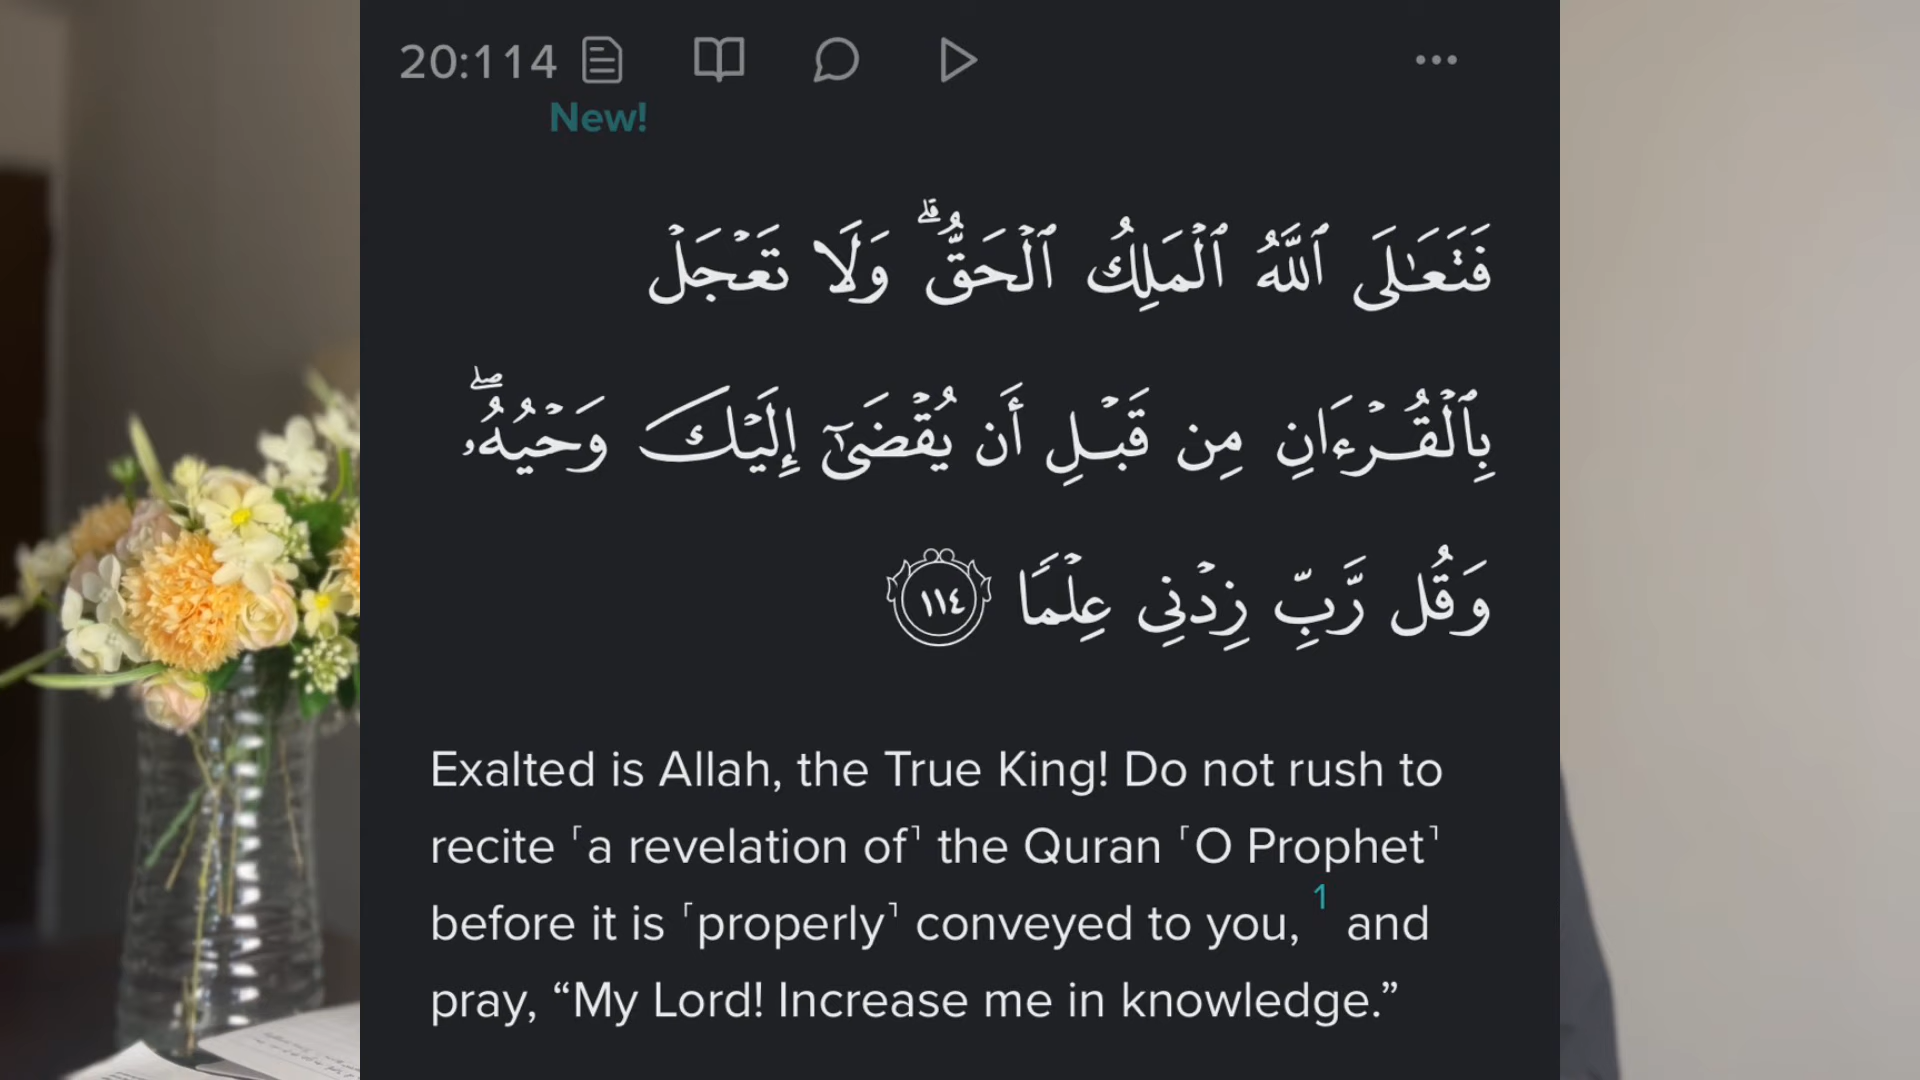 20:114
New!
فَتَعَـٰلَى ٱللَّهُ ٱلْمَلِكُ ٱلْحَقُّ ۗ وَلَا تَعْجَلْ
بِٱلْقُرْءَانِ مِن قَبْلِ أَن يُقْضَىٰٓ إِلَيْكَ وَحْيُهُۥ ۖ
وَقُل رَّبِّ زِدْنِى عِلْمًا ١١٤
Exalted is Allah, the True King! Do not rush to
recite ˹a revelation of˺ the Quran ˹O Prophet˺
before it is ˹properly˺ conveyed to you, 1 and
pray, “My Lord! Increase me in knowledge.”